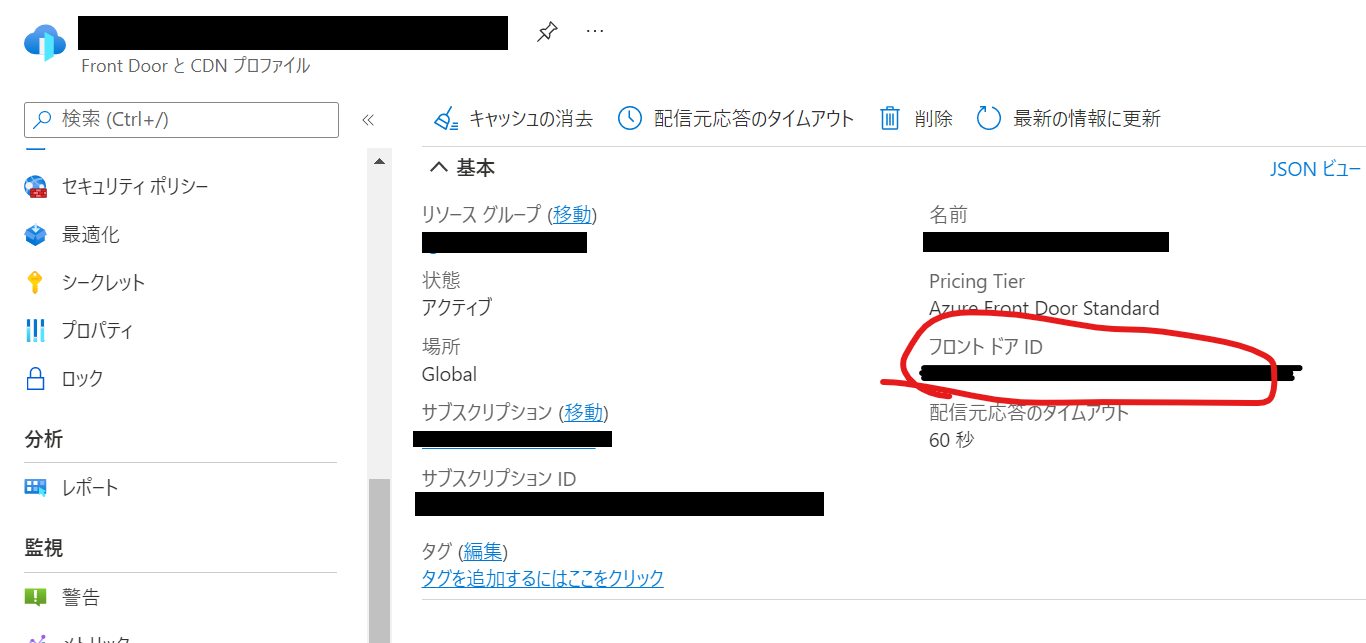 Front Door と CDN プロファイル
検索 (Ctrl+/)
セキュリティ ポリシー
最適化
シークレット
プロパティ
ロック
分析
レポート
監視
警告
メトリック
キャッシュの消去
配信元応答のタイムアウト
削除
最新の情報に更新
基本
JSON ビュー
リソース グループ (移動)
状態
アクティブ
場所
Global
サブスクリプション (移動)
サブスクリプション ID
タグ (編集)
タグを追加するにはここをクリック
名前
Pricing Tier
Azure Front Door Standard
フロント ドア ID
配信元応答のタイムアウト
60 秒